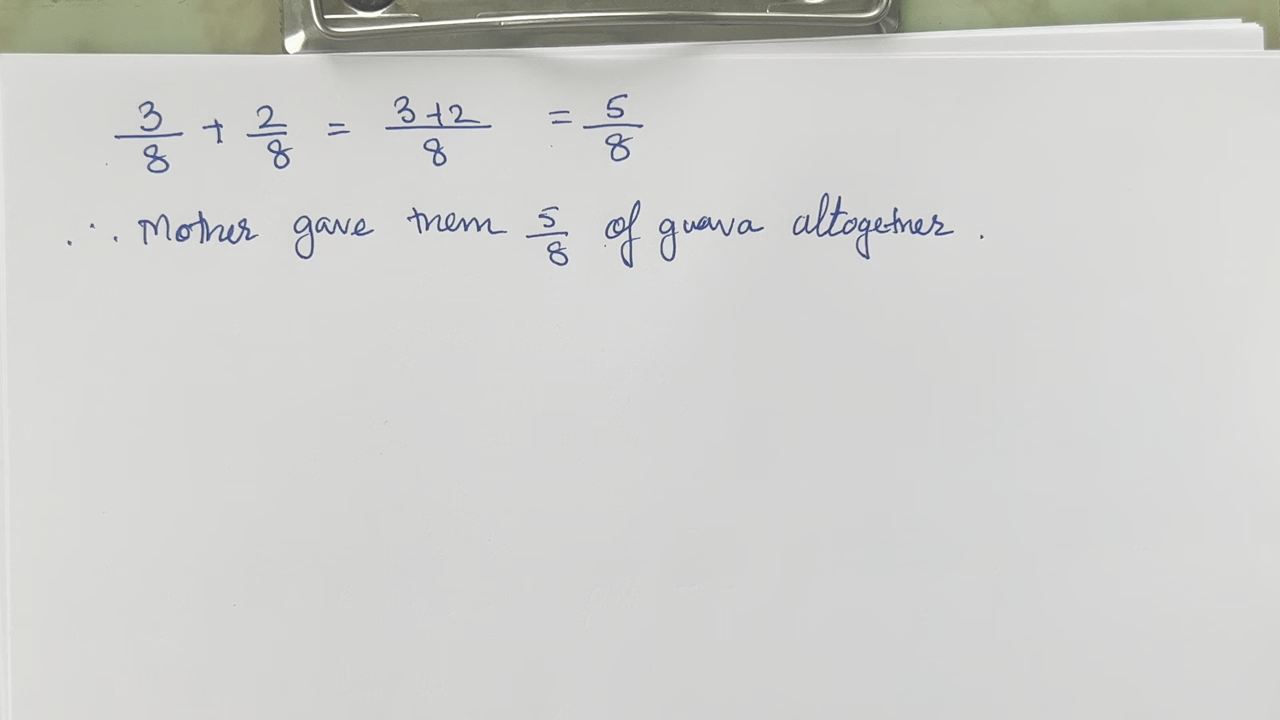 3/8 + 2/8 = 3+2/8 = 5/8
∴ Mother gave them 5/8 of guava altogether.